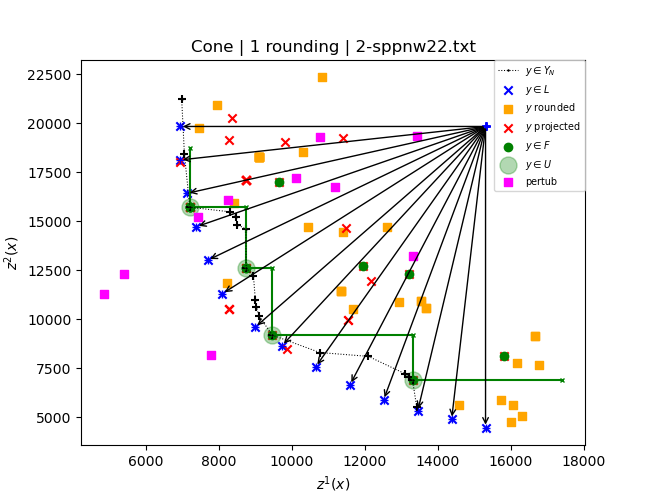 Cone | 1 rounding | 2-sppnw22.txt
22500
20000
17500
15000
12500
10000
7500
5000
z²(x)
y ∈ Y_N
y ∈ L
y rounded
y projected
y ∈ F
y ∈ U
pertub
6000 8000 10000 12000 14000 16000 18000
z¹(x)